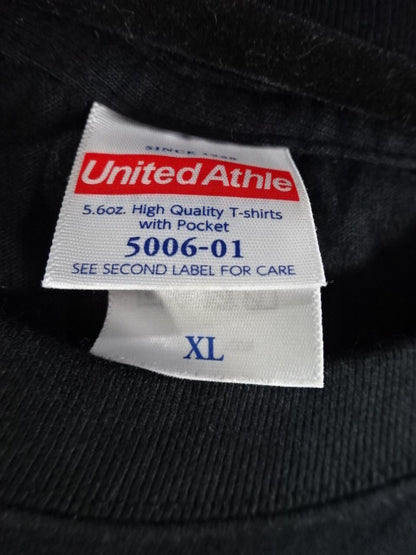 United Athle
5.6oz. High Quality T-shirts
with Pocket
5006-01
SEE SECOND LABEL FOR CARE
XL